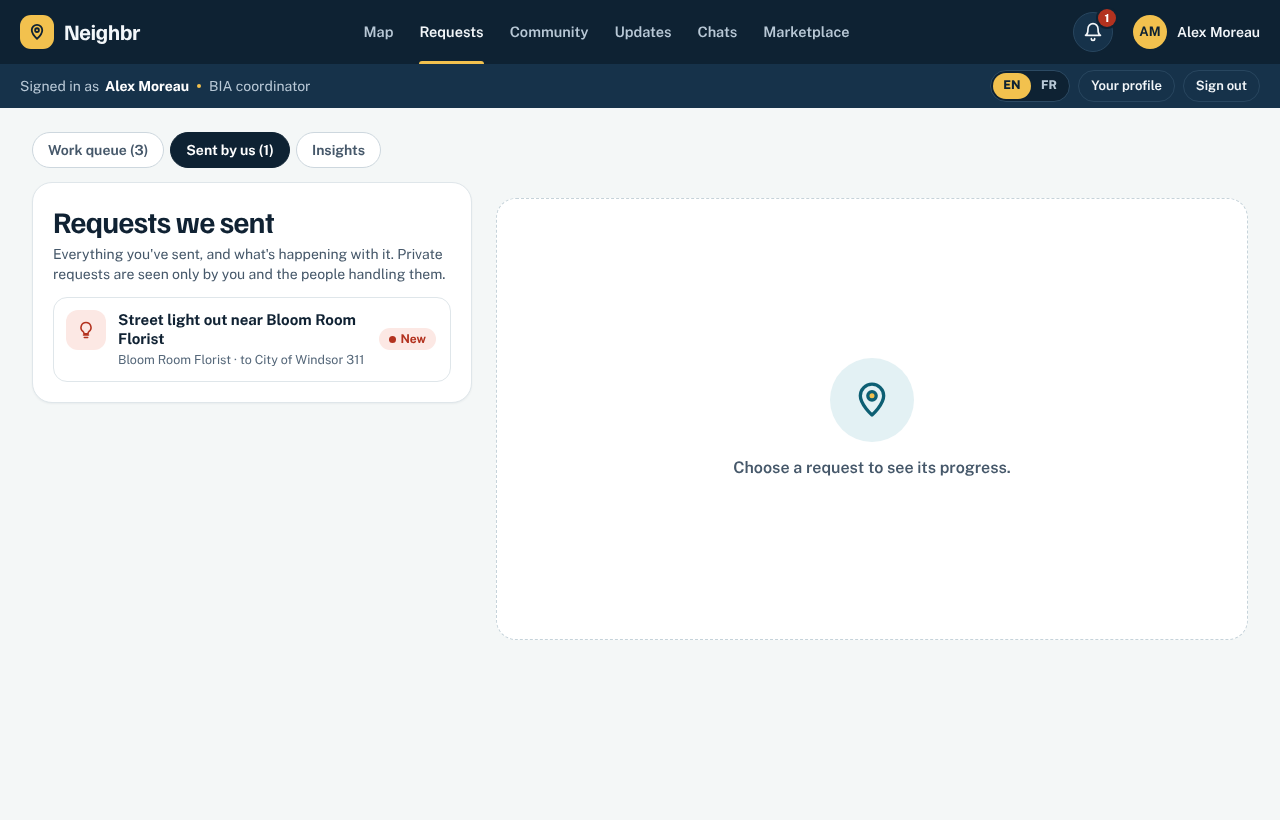 Neighbr
Map
Requests
Community
Updates
Chats
Marketplace
1
AM
Alex Moreau
Signed in as Alex Moreau • BIA coordinator
EN
FR
Your profile
Sign out
Work queue (3)
Sent by us (1)
Insights
Requests we sent
Everything you've sent, and what's happening with it. Private
requests are seen only by you and the people handling them.
Street light out near Bloom Room
Florist
New
Bloom Room Florist · to City of Windsor 311
Choose a request to see its progress.